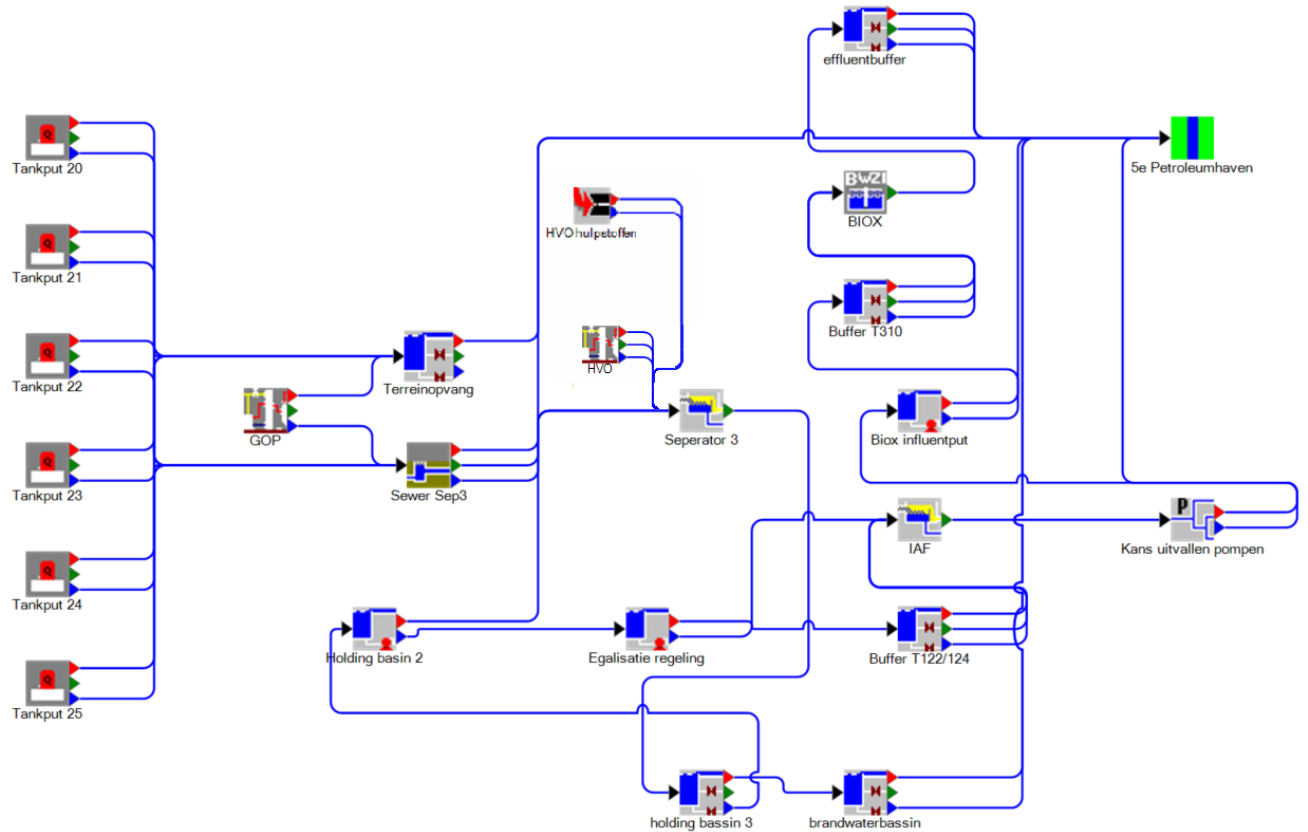 effluentbuffer
Tankput 20
5e Petroleumhaven
BWZI
BIOX
HVO hulpstoffen
Tankput 21
Buffer T310
Tankput 22
Terreinopvang
HVO
GOP
Seperator 3
Biox influentput
Tankput 23
Sewer Sep3
P
IAF
Kans uitvallen pompen
Tankput 24
Holding basin 2
Egalisatie regeling
Buffer T122/124
Tankput 25
holding bassin 3
brandwaterbassin